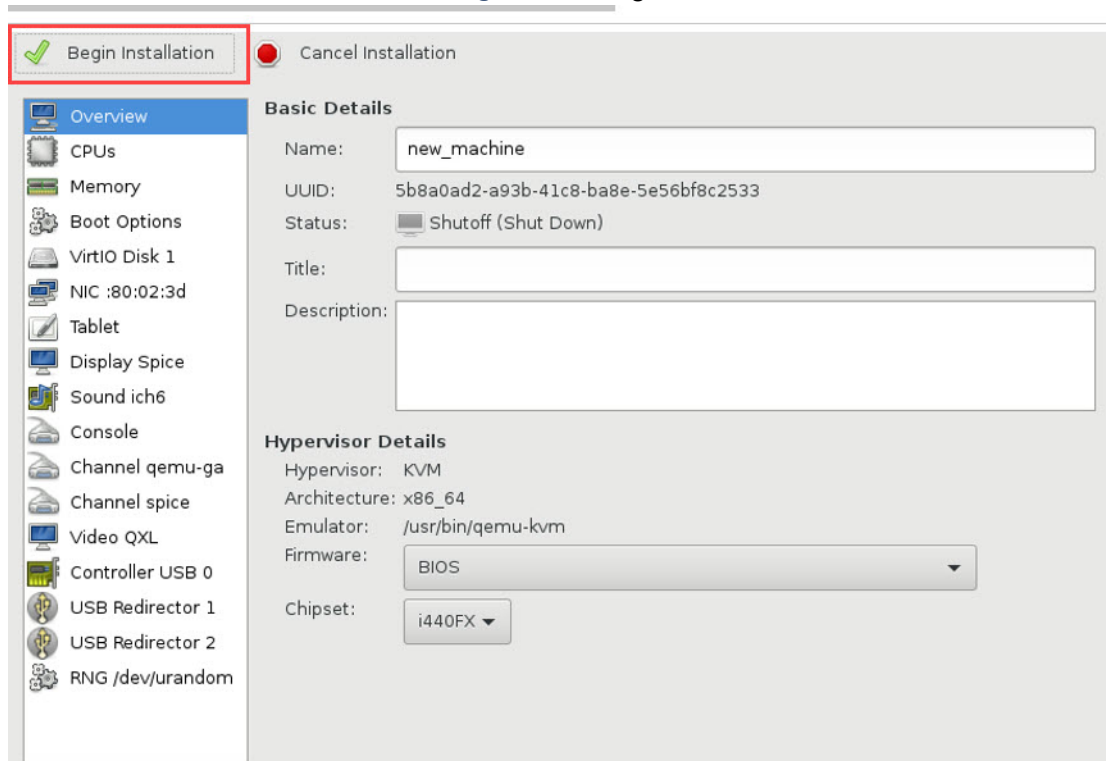 Begin Installation
Cancel Installation
Overview
CPUs
Memory
Boot Options
VirtIO Disk 1
NIC :80:02:3d
Tablet
Display Spice
Sound ich6
Console
Channel qemu-ga
Channel spice
Video QXL
Controller USB 0
USB Redirector 1
USB Redirector 2
RNG /dev/urandom
Basic Details
Name: new_machine
UUID: 5b8a0ad2-a93b-41c8-ba8e-5e56bf8c2533
Status: Shutoff (Shut Down)
Title:
Description:
Hypervisor Details
Hypervisor: KVM
Architecture: x86_64
Emulator: /usr/bin/qemu-kvm
Firmware: BIOS
Chipset: i440FX